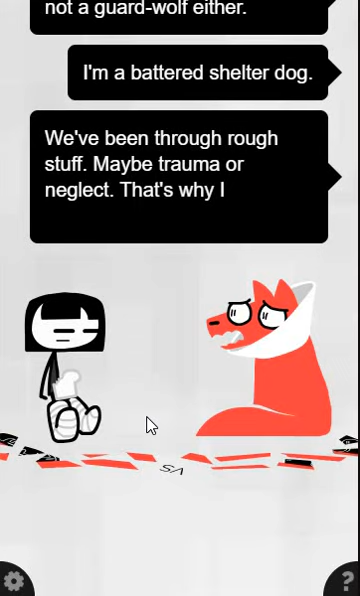 not a guard-wolf either.
I'm a battered shelter dog.
We've been through rough
stuff. Maybe trauma or
neglect. That's why I
VS
?